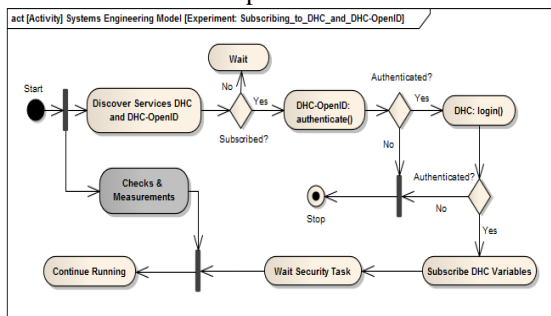 act [Activity] Systems Engineering Model [Experiment: Subscribing_to_DHC_and_DHC-OpenID]
Wait
Start
No
Authenticated?
Discover Services DHC
and DHC-OpenID
Yes
DHC-OpenID:
authenticate()
Yes
DHC: login()
Subscribed?
No
Checks &
Measurements
Authenticated?
No
Stop
Yes
Continue Running
Wait Security Task
Subscribe DHC Variables